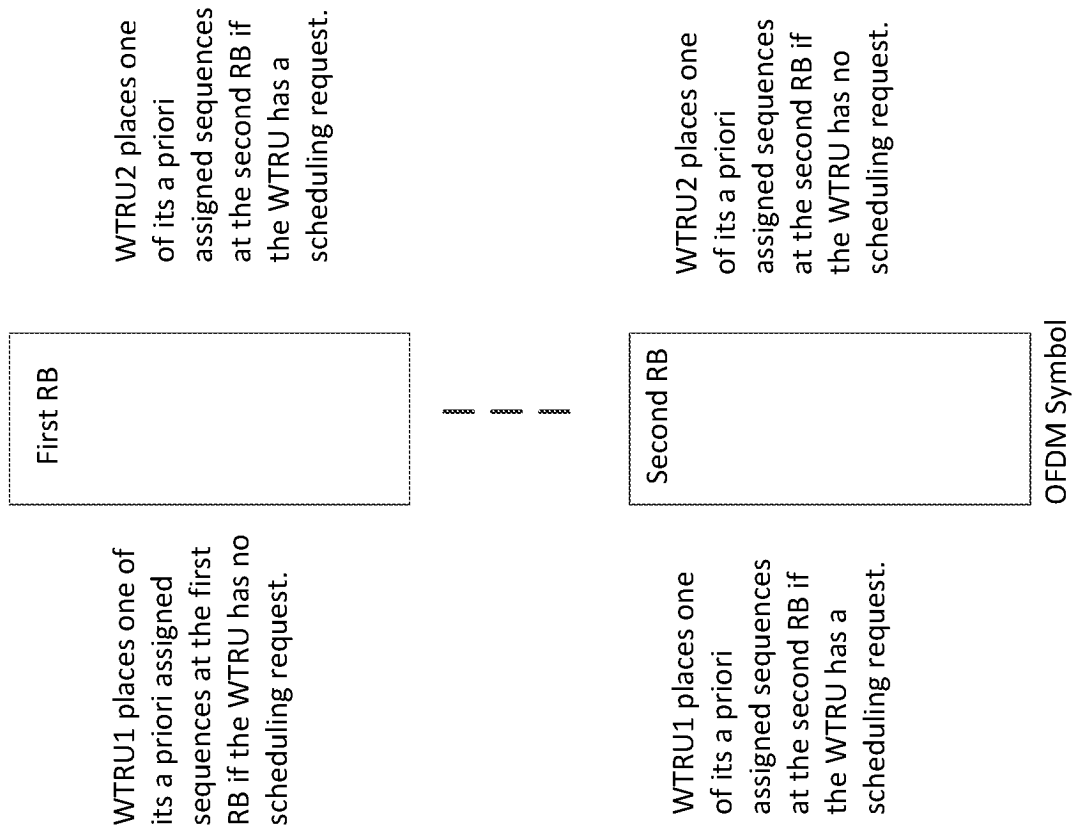 WTRU1 places one of
its a priori assigned
sequences at the first
RB if the WTRU has no
scheduling request.
First RB
WTRU2 places one
of its a priori
assigned sequences
at the second RB if
the WTRU has a
scheduling request.
WTRU1 places one
of its a priori
assigned sequences
at the second RB if
the WTRU has a
scheduling request.
Second RB
WTRU2 places one
of its a priori
assigned sequences
at the second RB if
the WTRU has no
scheduling request.
OFDM Symbol